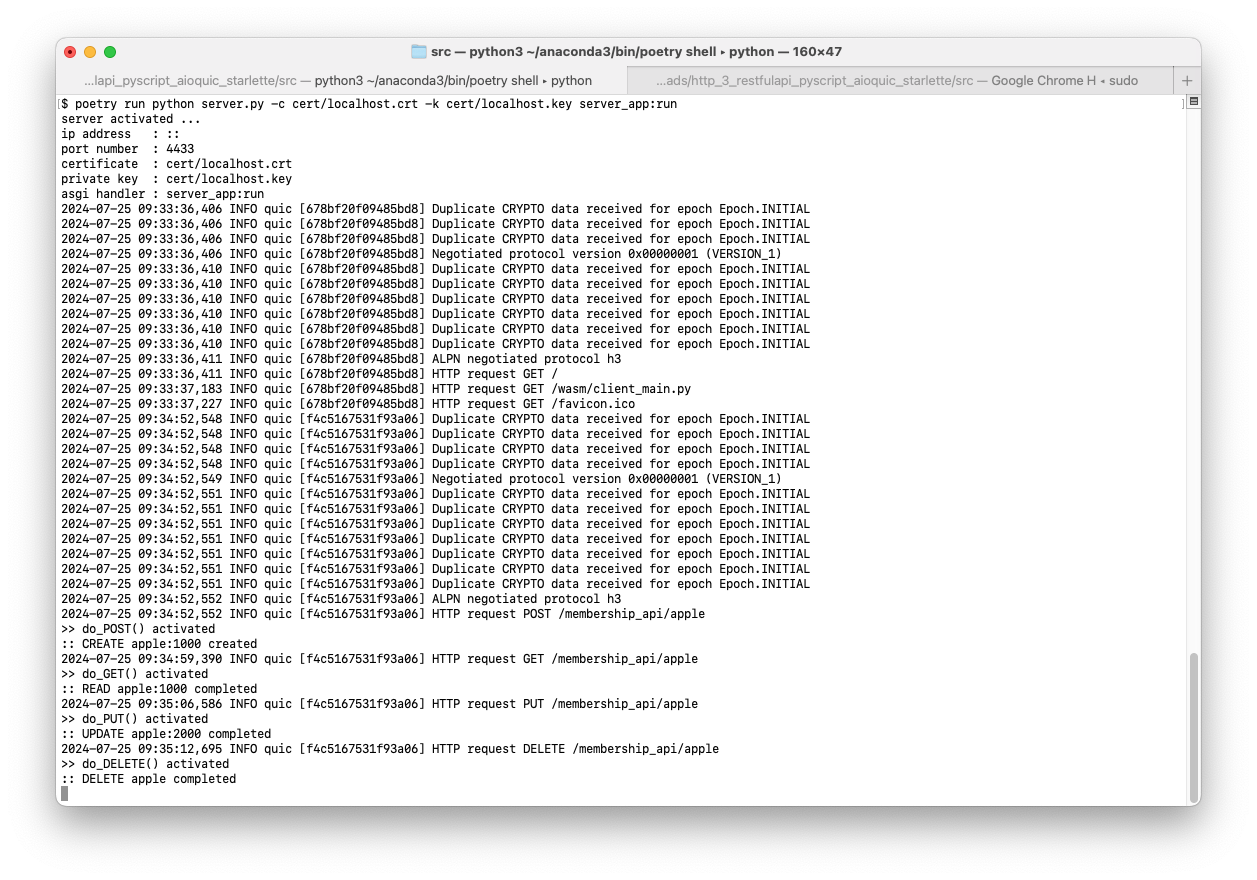 src — python3 ~/anaconda3/bin/poetry shell ▸ python — 160×47
...lapi_pyscript_aioquic_starlette/src — python3 ~/anaconda3/bin/poetry shell ▸ python
...ads/http_3_restfulapi_pyscript_aioquic_starlette/src — Google Chrome H ◂ sudo
+
[$ poetry run python server.py -c cert/localhost.crt -k cert/localhost.key server_app:run ]
server activated ...
ip address   : ::
port number  : 4433
certificate  : cert/localhost.crt
private key  : cert/localhost.key
asgi handler : server_app:run
2024-07-25 09:33:36,406 INFO quic [678bf20f09485bd8] Duplicate CRYPTO data received for epoch Epoch.INITIAL
2024-07-25 09:33:36,406 INFO quic [678bf20f09485bd8] Duplicate CRYPTO data received for epoch Epoch.INITIAL
2024-07-25 09:33:36,406 INFO quic [678bf20f09485bd8] Duplicate CRYPTO data received for epoch Epoch.INITIAL
2024-07-25 09:33:36,406 INFO quic [678bf20f09485bd8] Negotiated protocol version 0x00000001 (VERSION_1)
2024-07-25 09:33:36,410 INFO quic [678bf20f09485bd8] Duplicate CRYPTO data received for epoch Epoch.INITIAL
2024-07-25 09:33:36,410 INFO quic [678bf20f09485bd8] Duplicate CRYPTO data received for epoch Epoch.INITIAL
2024-07-25 09:33:36,410 INFO quic [678bf20f09485bd8] Duplicate CRYPTO data received for epoch Epoch.INITIAL
2024-07-25 09:33:36,410 INFO quic [678bf20f09485bd8] Duplicate CRYPTO data received for epoch Epoch.INITIAL
2024-07-25 09:33:36,410 INFO quic [678bf20f09485bd8] Duplicate CRYPTO data received for epoch Epoch.INITIAL
2024-07-25 09:33:36,410 INFO quic [678bf20f09485bd8] Duplicate CRYPTO data received for epoch Epoch.INITIAL
2024-07-25 09:33:36,411 INFO quic [678bf20f09485bd8] ALPN negotiated protocol h3
2024-07-25 09:33:36,411 INFO quic [678bf20f09485bd8] HTTP request GET /
2024-07-25 09:33:37,183 INFO quic [678bf20f09485bd8] HTTP request GET /wasm/client_main.py
2024-07-25 09:33:37,227 INFO quic [678bf20f09485bd8] HTTP request GET /favicon.ico
2024-07-25 09:34:52,548 INFO quic [f4c5167531f93a06] Duplicate CRYPTO data received for epoch Epoch.INITIAL
2024-07-25 09:34:52,548 INFO quic [f4c5167531f93a06] Duplicate CRYPTO data received for epoch Epoch.INITIAL
2024-07-25 09:34:52,548 INFO quic [f4c5167531f93a06] Duplicate CRYPTO data received for epoch Epoch.INITIAL
2024-07-25 09:34:52,548 INFO quic [f4c5167531f93a06] Duplicate CRYPTO data received for epoch Epoch.INITIAL
2024-07-25 09:34:52,549 INFO quic [f4c5167531f93a06] Negotiated protocol version 0x00000001 (VERSION_1)
2024-07-25 09:34:52,551 INFO quic [f4c5167531f93a06] Duplicate CRYPTO data received for epoch Epoch.INITIAL
2024-07-25 09:34:52,551 INFO quic [f4c5167531f93a06] Duplicate CRYPTO data received for epoch Epoch.INITIAL
2024-07-25 09:34:52,551 INFO quic [f4c5167531f93a06] Duplicate CRYPTO data received for epoch Epoch.INITIAL
2024-07-25 09:34:52,551 INFO quic [f4c5167531f93a06] Duplicate CRYPTO data received for epoch Epoch.INITIAL
2024-07-25 09:34:52,551 INFO quic [f4c5167531f93a06] Duplicate CRYPTO data received for epoch Epoch.INITIAL
2024-07-25 09:34:52,551 INFO quic [f4c5167531f93a06] Duplicate CRYPTO data received for epoch Epoch.INITIAL
2024-07-25 09:34:52,551 INFO quic [f4c5167531f93a06] Duplicate CRYPTO data received for epoch Epoch.INITIAL
2024-07-25 09:34:52,552 INFO quic [f4c5167531f93a06] ALPN negotiated protocol h3
2024-07-25 09:34:52,552 INFO quic [f4c5167531f93a06] HTTP request POST /membership_api/apple
>> do_POST() activated
:: CREATE apple:1000 created
2024-07-25 09:34:59,390 INFO quic [f4c5167531f93a06] HTTP request GET /membership_api/apple
>> do_GET() activated
:: READ apple:1000 completed
2024-07-25 09:35:06,586 INFO quic [f4c5167531f93a06] HTTP request PUT /membership_api/apple
>> do_PUT() activated
:: UPDATE apple:2000 completed
2024-07-25 09:35:12,695 INFO quic [f4c5167531f93a06] HTTP request DELETE /membership_api/apple
>> do_DELETE() activated
:: DELETE apple completed